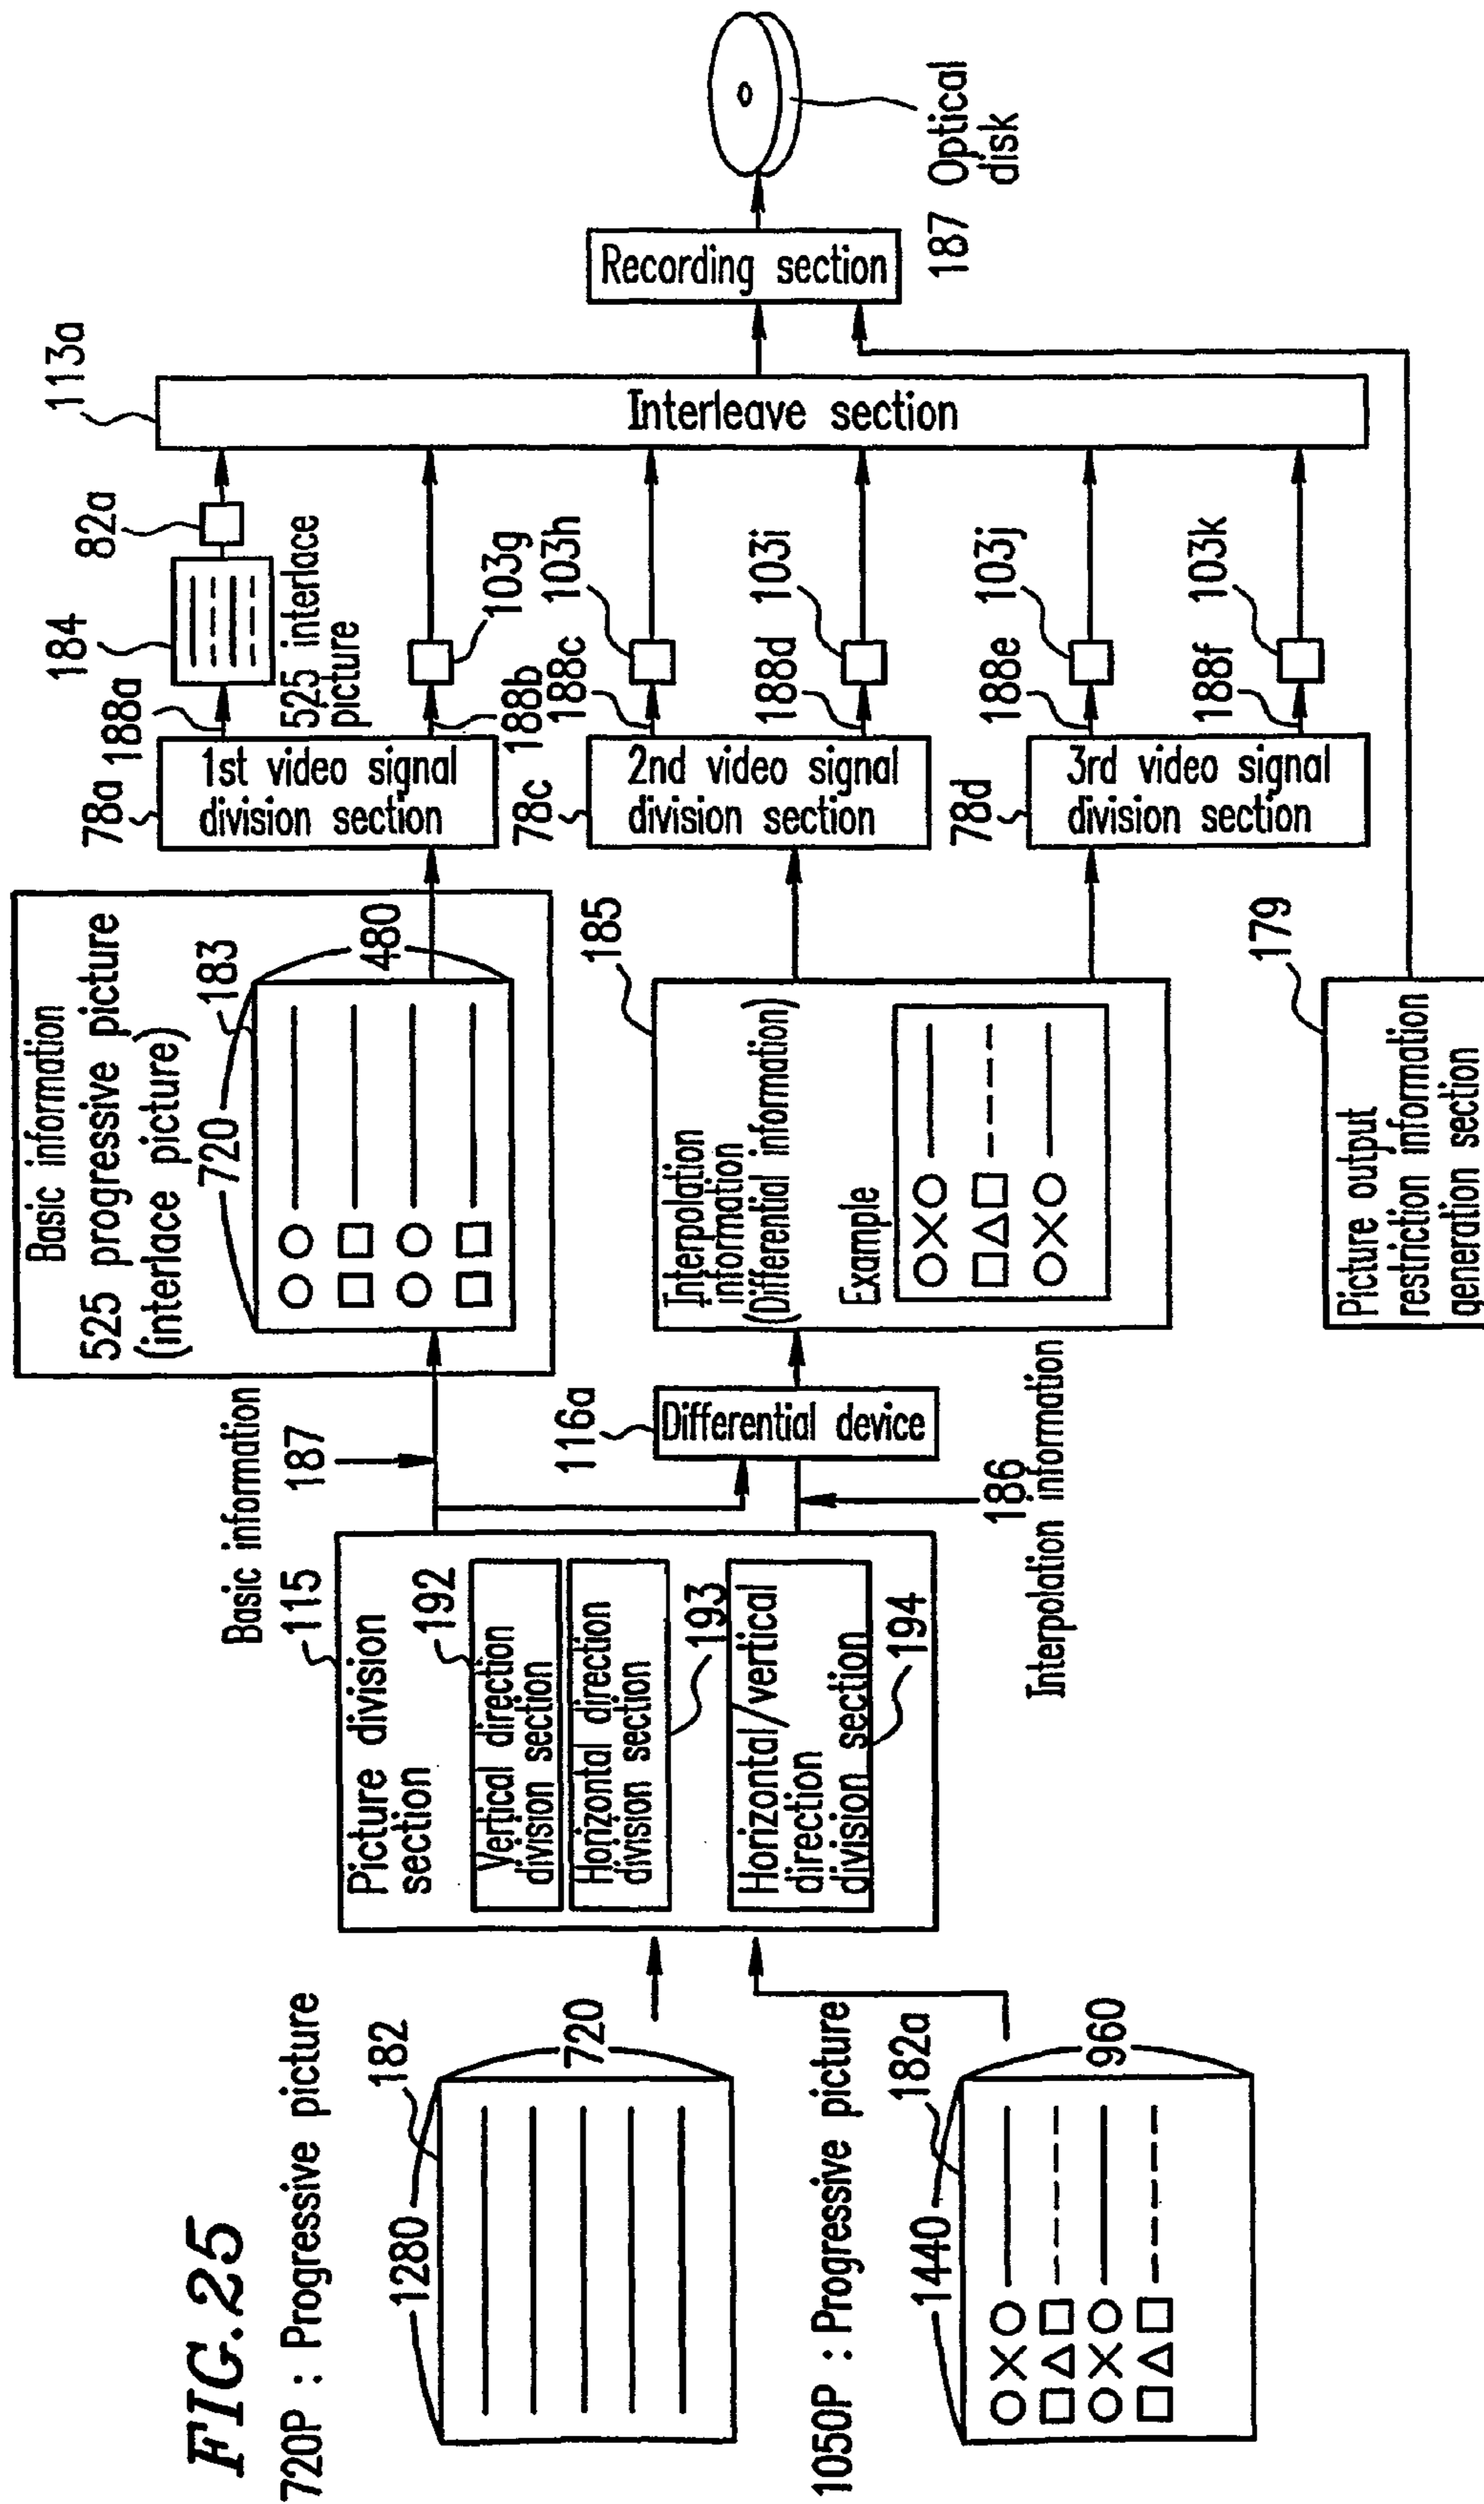 FIG.25
720P : Progressive picture
1280
182
720
1050P : Progressive picture
1440
182a
960
115
Picture division
section
192
Vertical direction
division section
Horizontal direction
division section
193
Horizontal/vertical
direction
division section
194
Basic information
187
116a
Differential device
186
Interpolation information
Basic information
525 progressive picture
(interlace picture)
720
183
480
185
Interpolation
information
(Differential information)
Example
179
Picture output
restriction information
generation section
78a
1st video signal
division section
188a
184
525 interlace
picture
82a
188b
103g
78c
2nd video signal
division section
188c
103h
188d
103i
78d
3rd video signal
division section
188e
103j
188f
103k
113a
Interleave section
Recording section
187 Optical
disk